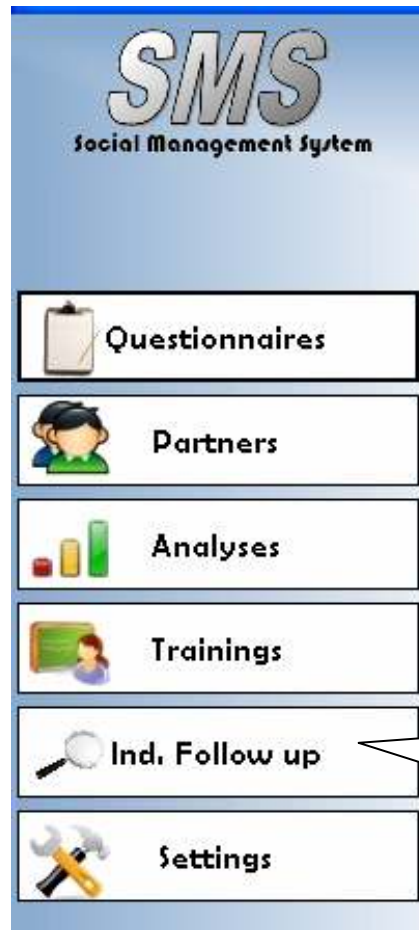 SMS
Social Management System
Questionnaires
Partners
Analyses
Trainings
Ind. Follow up
Settings